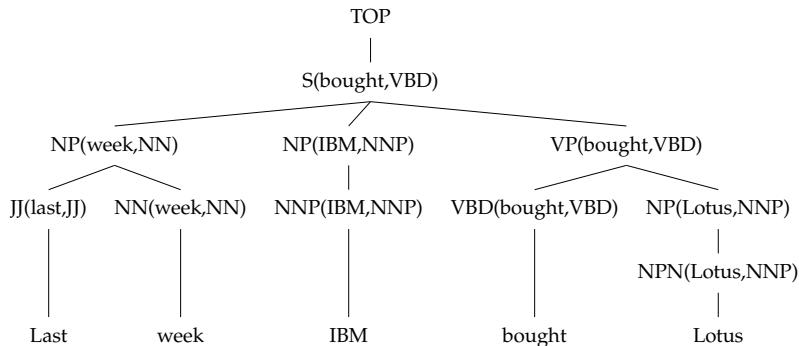 TOP
S(bought,VBD)
NP(week,NN) NP(IBM,NNP) VP(bought,VBD)
JJ(last,JJ) NN(week,NN) NNP(IBM,NNP) VBD(bought,VBD) NP(Lotus,NNP)
NPN(Lotus,NNP)
Last week IBM bought Lotus